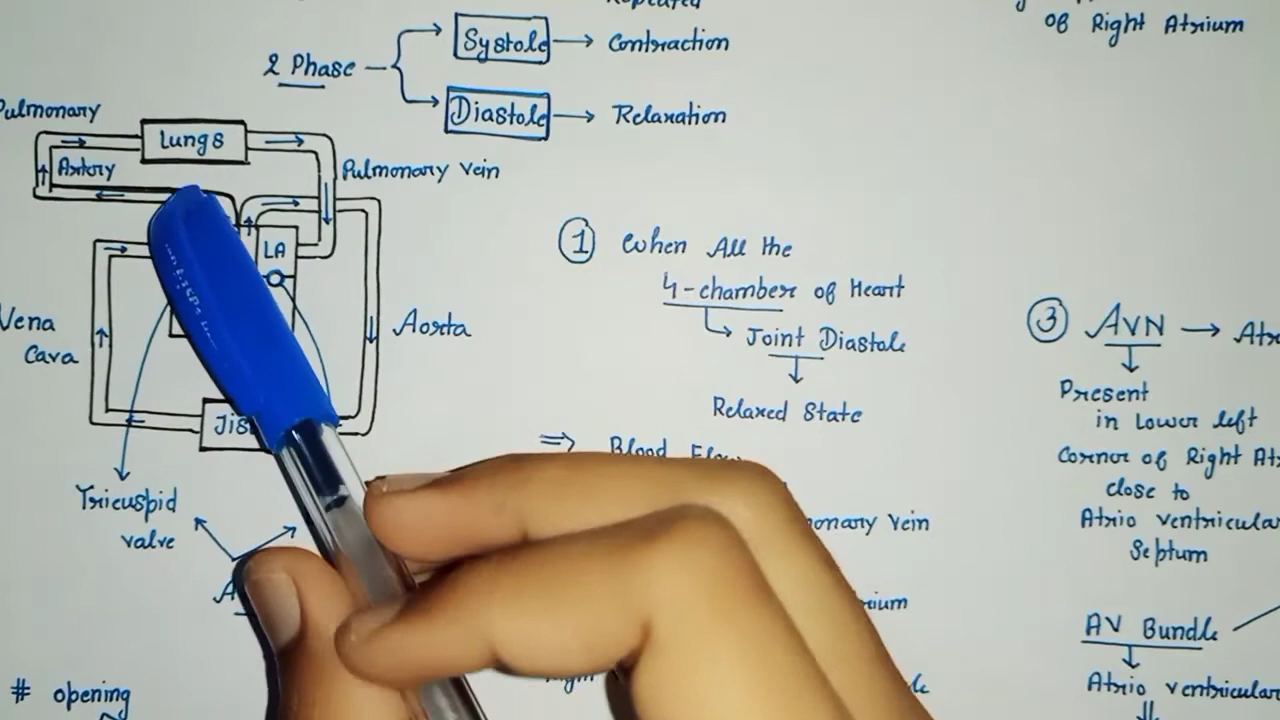 of Right Atrium
2 Phase
Systole → Contraction
Diastole → Relaxation
Pulmonary
Artery
Lungs
Pulmonary vein
LA
Vena
Cava
Aorta
Tricuspid
valve
# opening
① When All the
4-chamber of Heart
↳ Joint Diastole
↓
Relaxed State
⇒ Blood
vein
③ AVN →
↓
Present
in Lower left
Corner of Right
close to
Atrio ventricular
Septum
AV Bundle
↓
Atrio ventricular